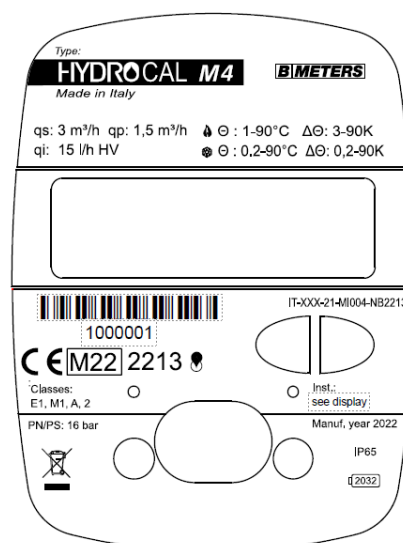 Type:
HYDROCAL M4
B METERS
Made in Italy
qs: 3 m³/h qp: 1,5 m³/h
Θ : 1-90°C ΔΘ: 3-90K
qi: 15 l/h HV
Θ : 0,2-90°C ΔΘ: 0,2-90K
IT-XXX-21-MI004-NB2213
1000001
CE M22 2213
Classes:
E1, M1, A, 2
Inst.:
see display
PN/PS: 16 bar
Manuf, year 2022
IP65
2032